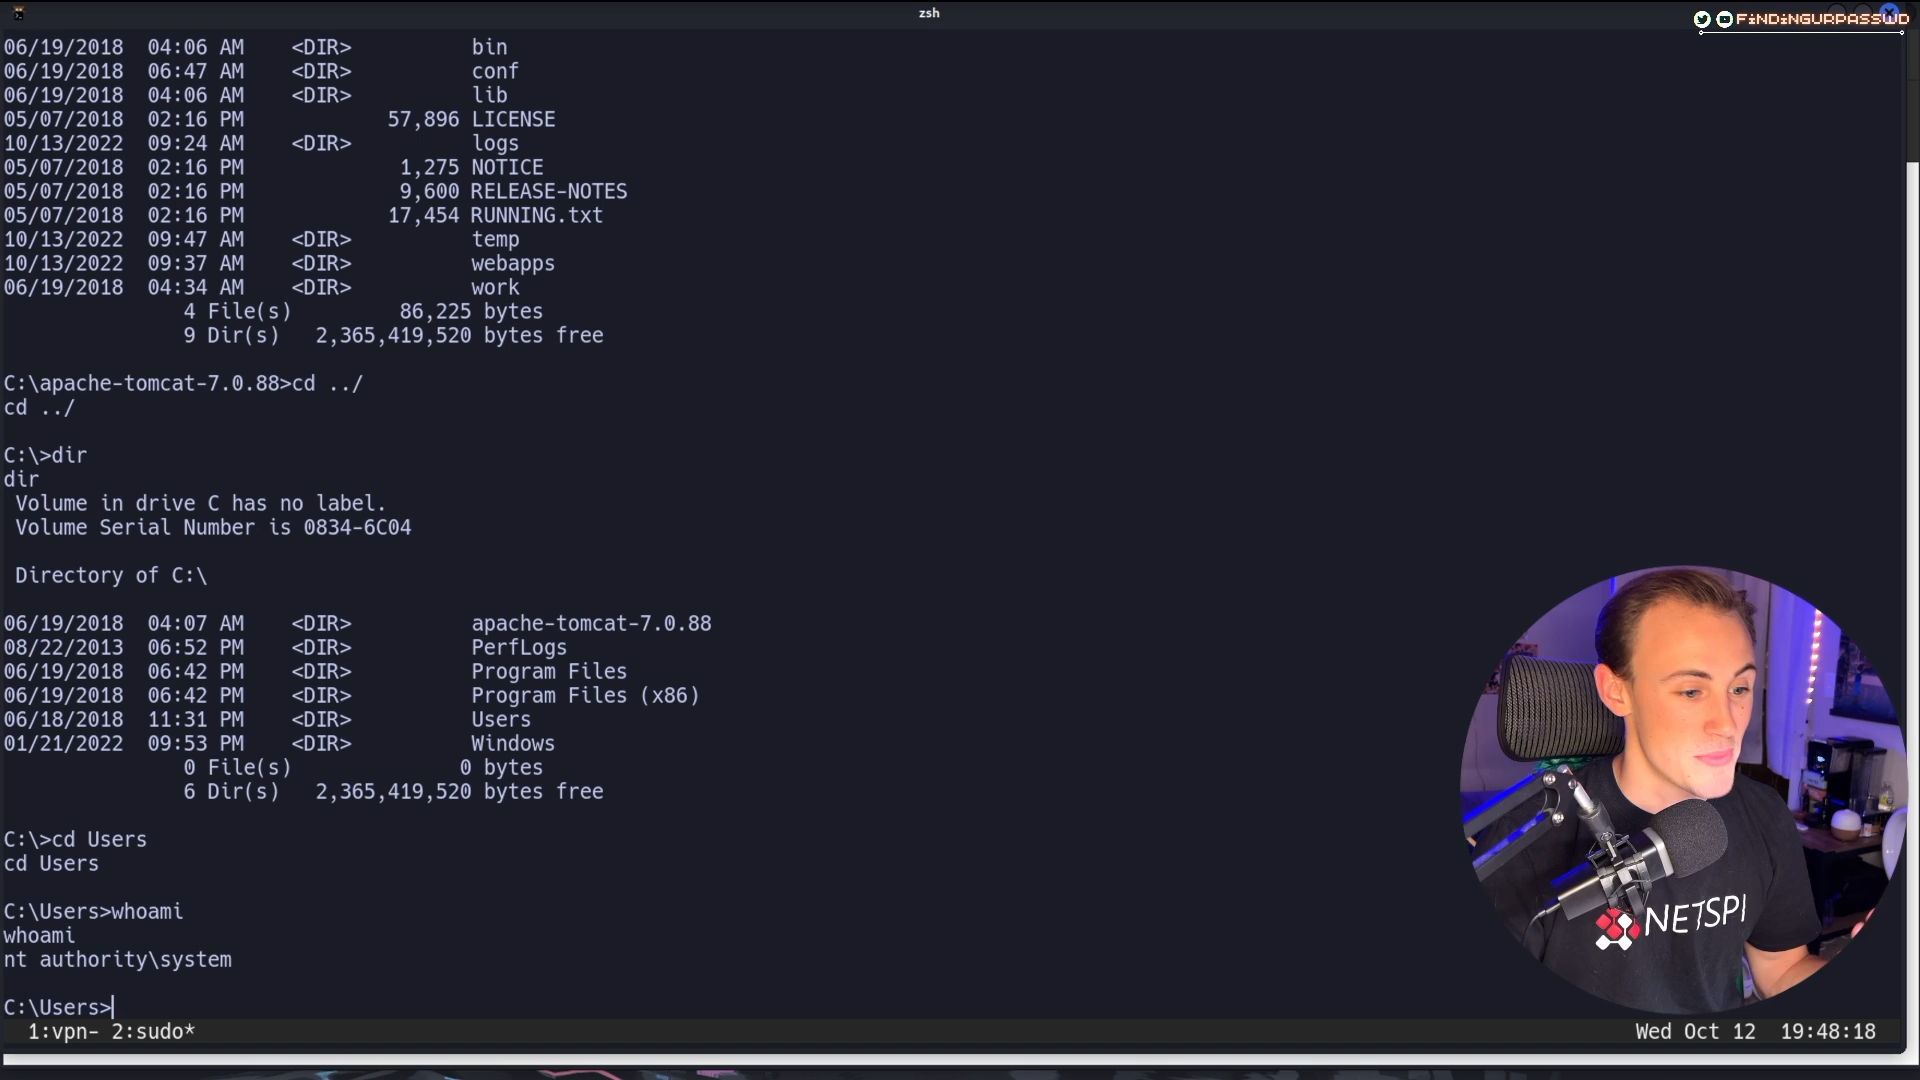 zsh
FiNDiNGURPASSWD
06/19/2018  04:06 AM    <DIR>          bin
06/19/2018  06:47 AM    <DIR>          conf
06/19/2018  04:06 AM    <DIR>          lib
05/07/2018  02:16 PM            57,896 LICENSE
10/13/2022  09:24 AM    <DIR>          logs
05/07/2018  02:16 PM             1,275 NOTICE
05/07/2018  02:16 PM             9,600 RELEASE-NOTES
05/07/2018  02:16 PM            17,454 RUNNING.txt
10/13/2022  09:47 AM    <DIR>          temp
10/13/2022  09:37 AM    <DIR>          webapps
06/19/2018  04:34 AM    <DIR>          work
               4 File(s)         86,225 bytes
               9 Dir(s)   2,365,419,520 bytes free
C:\apache-tomcat-7.0.88>cd ../
cd ../
C:\>dir
dir
 Volume in drive C has no label.
 Volume Serial Number is 0834-6C04
 Directory of C:\
06/19/2018  04:07 AM    <DIR>          apache-tomcat-7.0.88
08/22/2013  06:52 PM    <DIR>          PerfLogs
06/19/2018  06:42 PM    <DIR>          Program Files
06/19/2018  06:42 PM    <DIR>          Program Files (x86)
06/18/2018  11:31 PM    <DIR>          Users
01/21/2022  09:53 PM    <DIR>          Windows
               0 File(s)              0 bytes
               6 Dir(s)   2,365,419,520 bytes free
C:\>cd Users
cd Users
C:\Users>whoami
whoami
nt authority\system
C:\Users>
NETSPI
1:vpn- 2:sudo*
Wed Oct 12  19:48:18